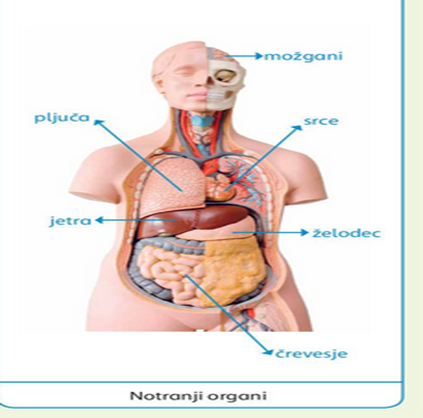 možgani
pljuča
srce
jetra
želodec
črevesje
Notranji organi